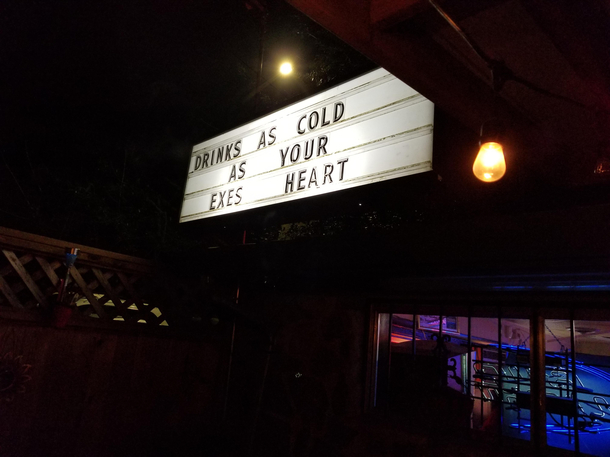 DRINKS AS COLD
AS YOUR
EXES HEART